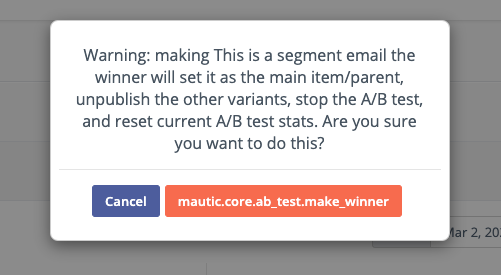 Warning: making This is a segment email the
winner will set it as the main item/parent,
unpublish the other variants, stop the A/B test,
and reset current A/B test stats. Are you sure
you want to do this?
Cancel mautic.core.ab_test.make_winner
Mar 2, 20